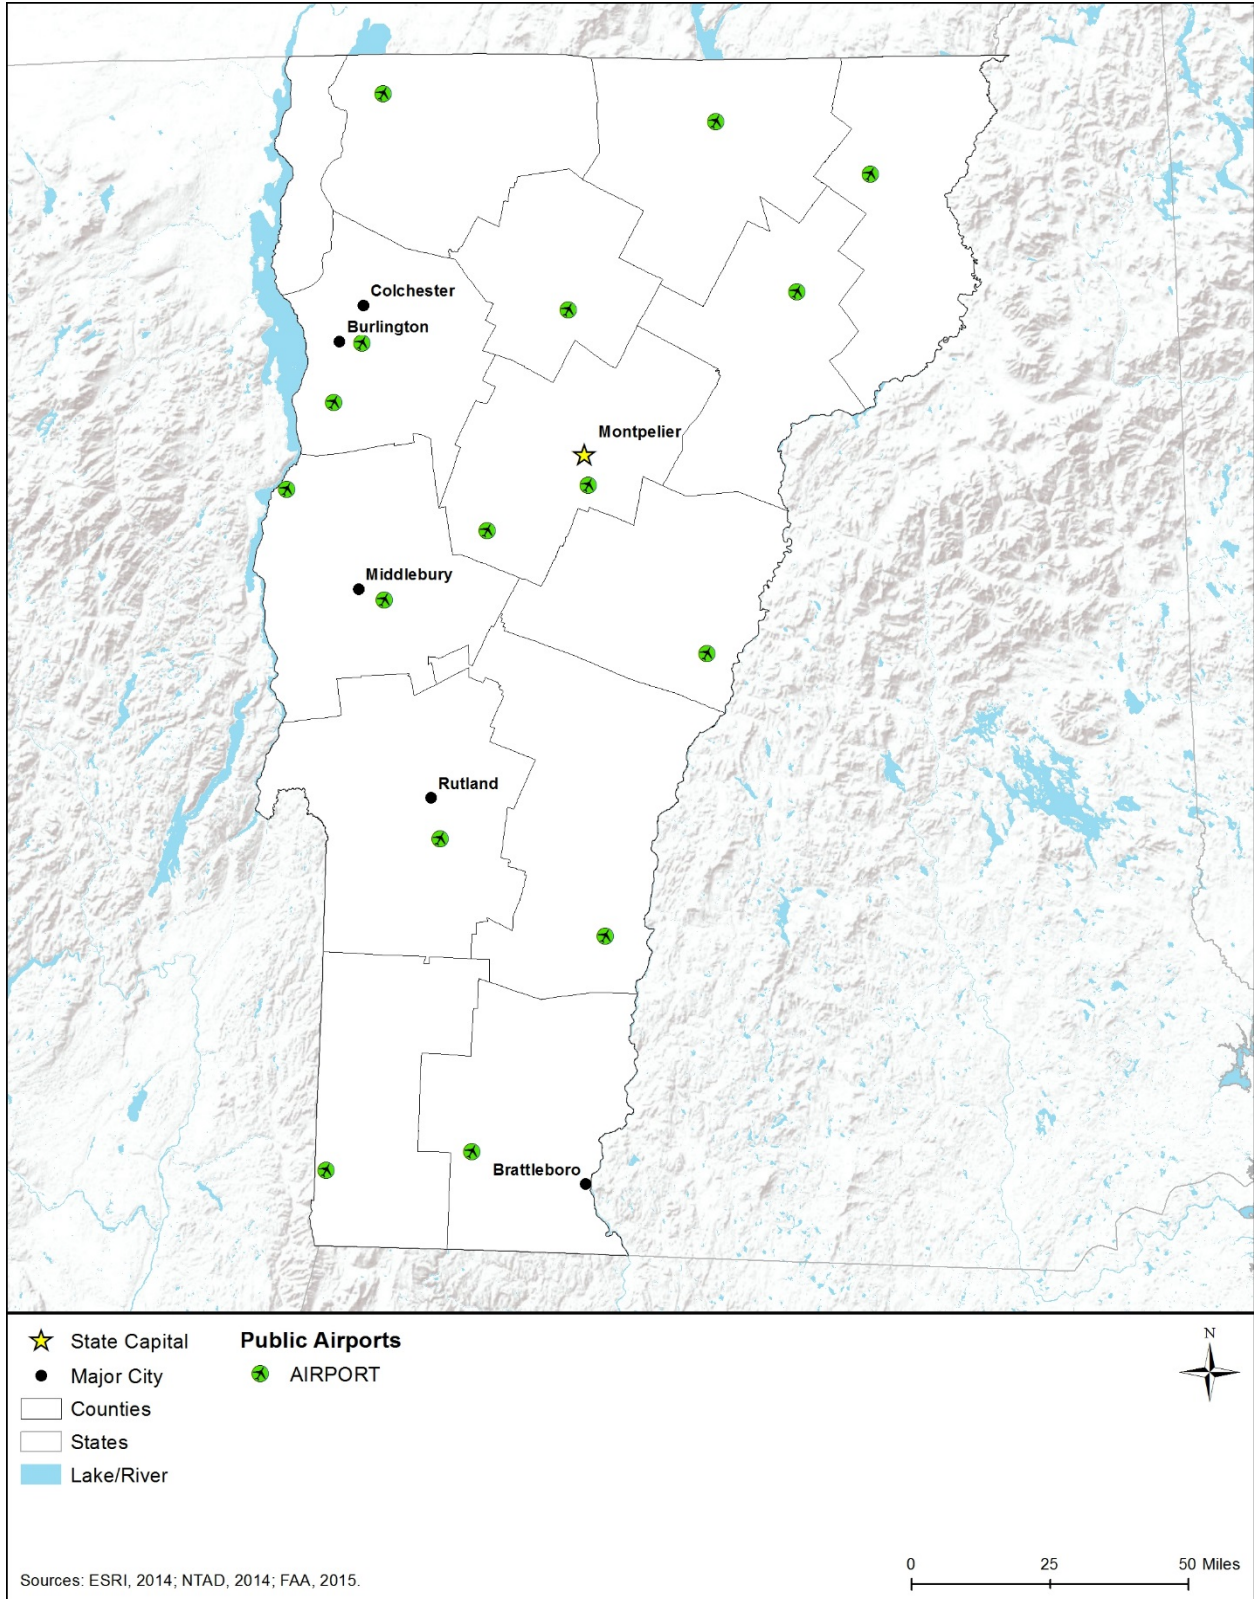 Colchester
Burlington
Montpelier
Middlebury
Rutland
Brattleboro
State Capital
Public Airports
Major City
AIRPORT
Counties
States
Lake/River
N
0 25 50 Miles
Sources: ESRI, 2014; NTAD, 2014; FAA, 2015.